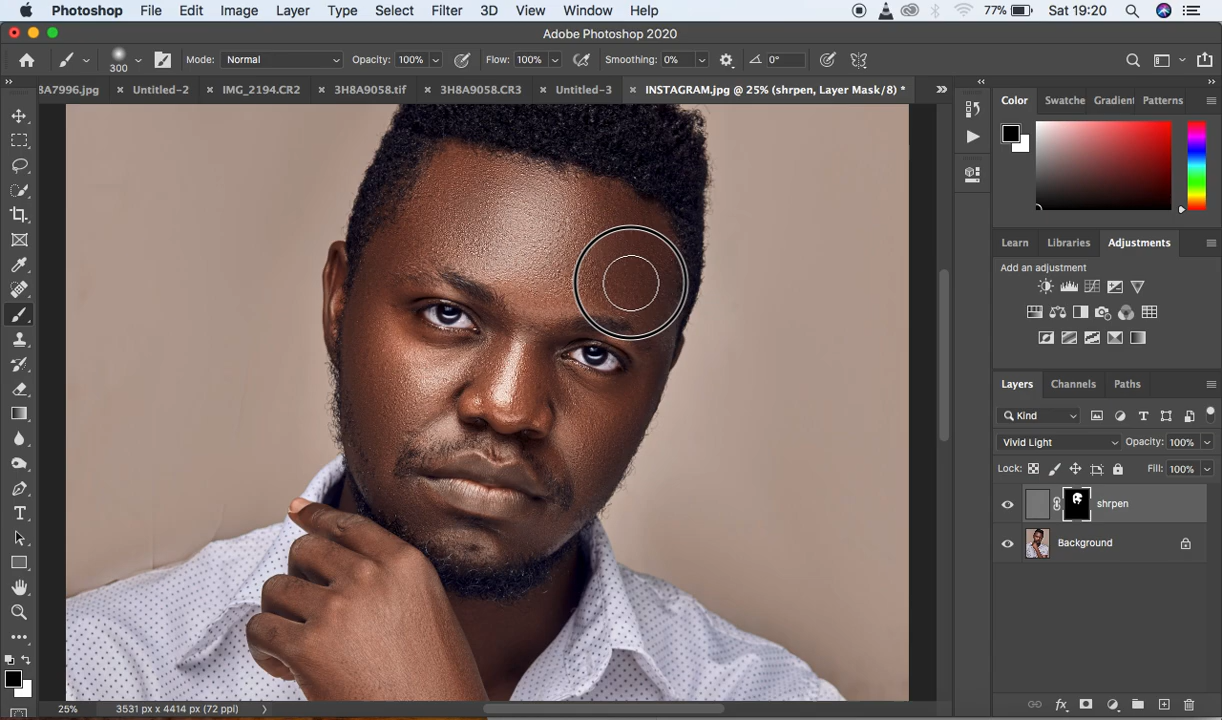 Photoshop File Edit Image Layer Type Select Filter 3D View Window Help 77% Sat 19:20
Adobe Photoshop 2020
300 Mode: Normal Opacity: 100% Flow: 100% Smoothing: 0% 0°
8A7996.jpg × Untitled-2 × IMG_2194.CR2 × 3H8A9058.tif × 3H8A9058.CR3 × Untitled-3 × INSTAGRAM.jpg @ 25% (shrpen, Layer Mask/8) *
Color Swatche Gradient Patterns
Learn Libraries Adjustments
Add an adjustment
Layers Channels Paths
Kind
Vivid Light Opacity: 100%
Lock: Fill: 100%
shrpen
Background
25% 3531 px x 4414 px (72 ppi)